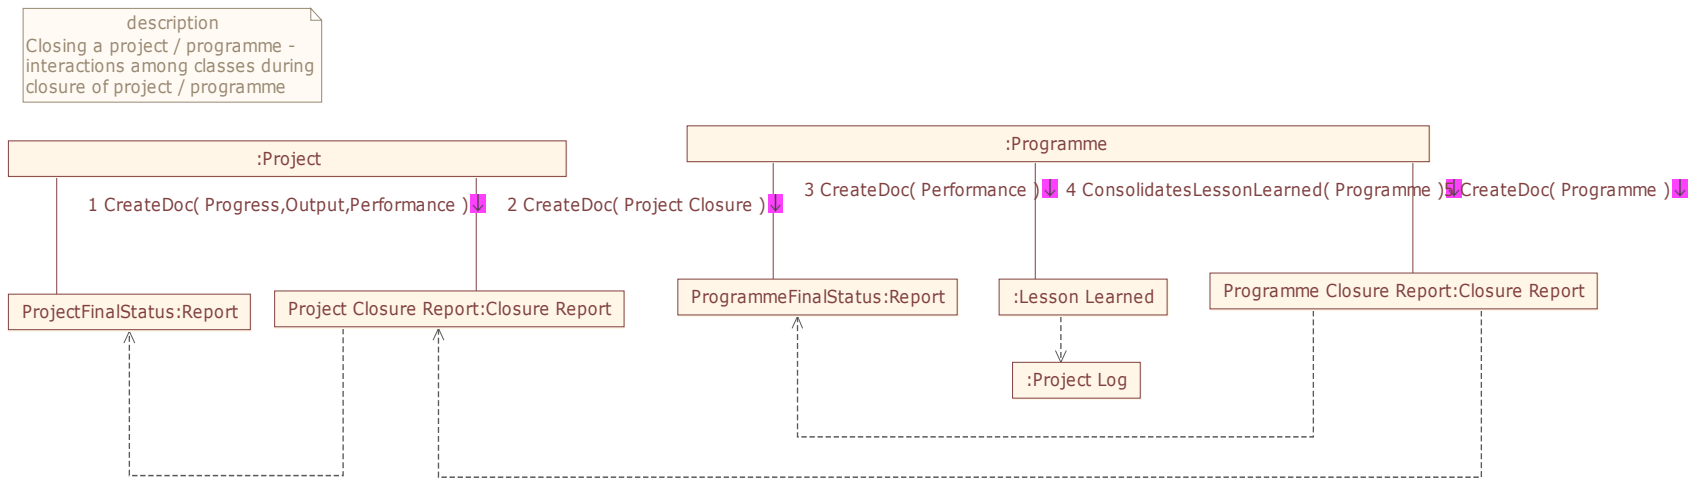 description
Closing a project / programme -
interactions among classes during
closure of project / programme
:Project
:Programme
1 CreateDoc( Progress,Output,Performance )
2 CreateDoc( Project Closure )
3 CreateDoc( Performance )
4 ConsolidatesLessonLearned( Programme )
5 CreateDoc( Programme )
ProjectFinalStatus:Report
Project Closure Report:Closure Report
ProgrammeFinalStatus:Report
:Lesson Learned
Programme Closure Report:Closure Report
:Project Log